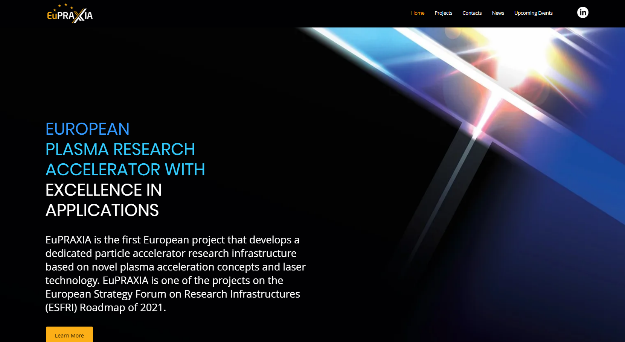 EuPRAXIA
Home Projects Contacts News Upcoming Events
in
EUROPEAN
PLASMA RESEARCH
ACCELERATOR WITH
EXCELLENCE IN
APPLICATIONS
EuPRAXIA is the first European project that develops a
dedicated particle accelerator research infrastructure
based on novel plasma acceleration concepts and laser
technology. EuPRAXIA is one of the projects on the
European Strategy Forum on Research Infrastructures
(ESFRI) Roadmap of 2021.
Learn More